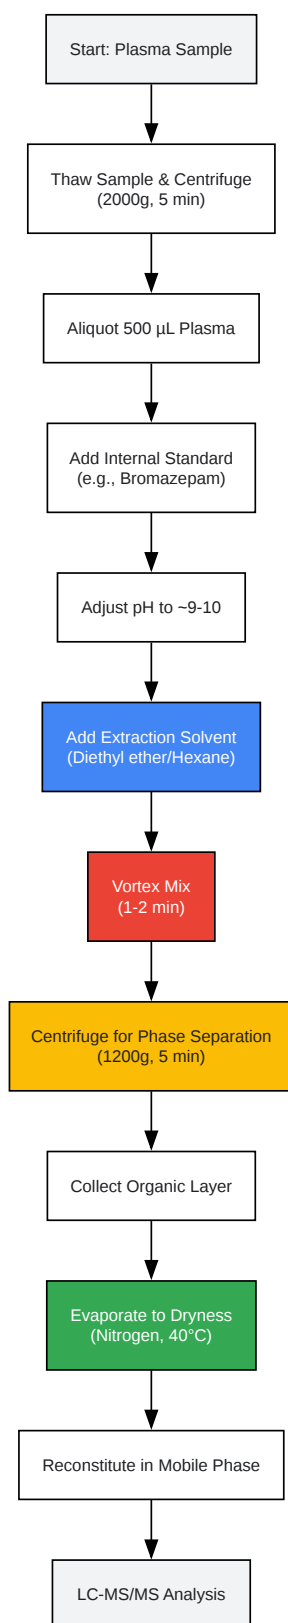 Start: Plasma Sample
Thaw Sample & Centrifuge
(2000g, 5 min)
Aliquot 500 µL Plasma
Add Internal Standard
(e.g., Bromazepam)
Adjust pH to ~9-10
Add Extraction Solvent
(Diethyl ether/Hexane)
Vortex Mix
(1-2 min)
Centrifuge for Phase Separation
(1200g, 5 min)
Collect Organic Layer
Evaporate to Dryness
(Nitrogen, 40°C)
Reconstitute in Mobile Phase
LC-MS/MS Analysis